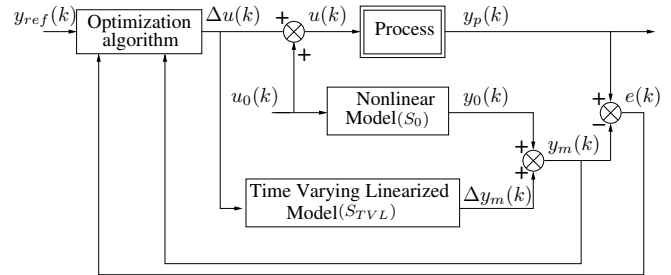 y_ref(k)
Optimization
algorithm
Δu(k)
u(k)
+
+
Process
y_p(k)
u_0(k)
Nonlinear
Model(S_0)
y_0(k)
+
−
e(k)
+
+
y_m(k)
Time Varying Linearized
Model(S_TVL)
Δy_m(k)